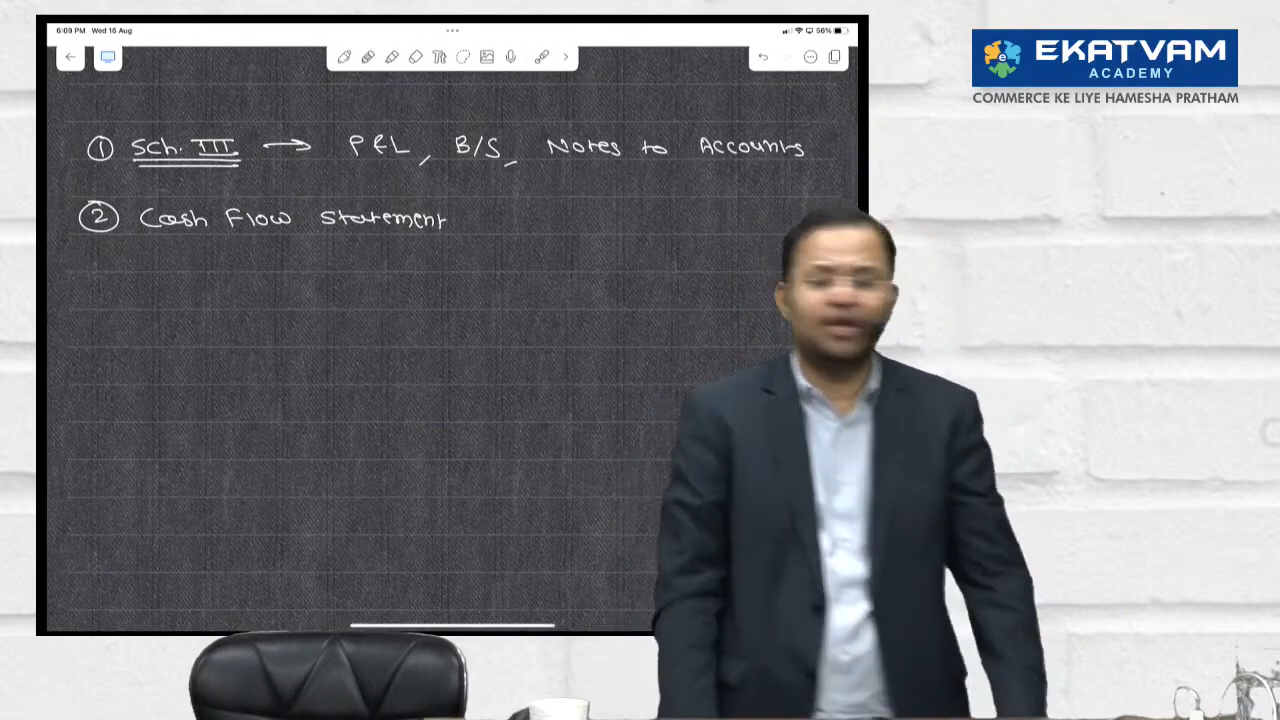 6:09 PM Wed 16 Aug
56%
① Sch. III → P&L, B/S, Notes to Accounts
② Cash Flow Statement
EKATVAM
ACADEMY
COMMERCE KE LIYE HAMESHA PRATHAM